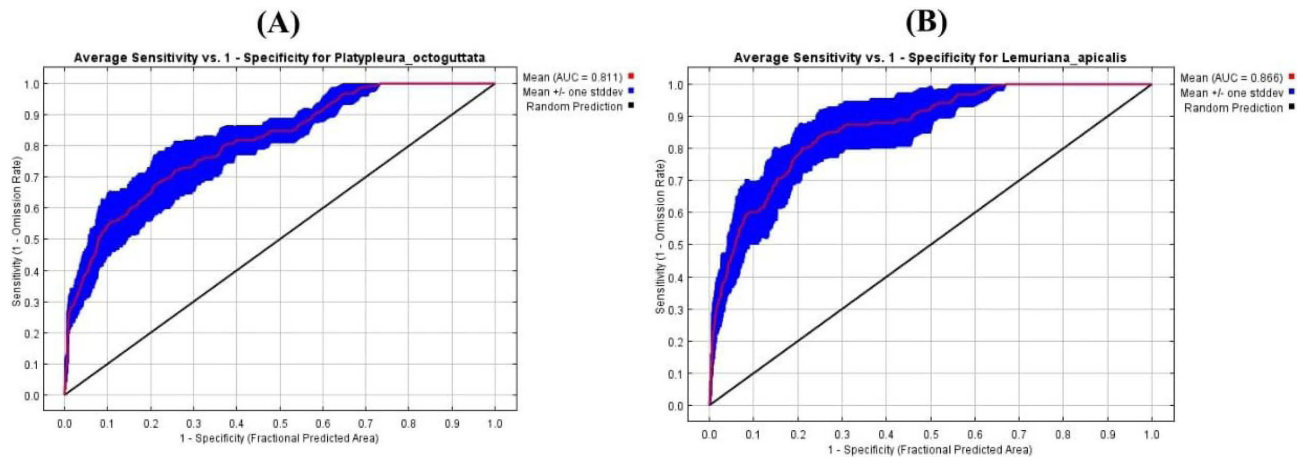 (A)
Average Sensitivity vs. 1 - Specificity for Platypleura_octoguttata
Mean (AUC = 0.811)
Mean +/- one stddev
Random Prediction
Sensitivity (1 - Omission Rate)
1.0
0.9
0.8
0.7
0.6
0.5
0.4
0.3
0.2
0.1
0.0
0.0 0.1 0.2 0.3 0.4 0.5 0.6 0.7 0.8 0.9 1.0
1 - Specificity (Fractional Predicted Area)
(B)
Average Sensitivity vs. 1 - Specificity for Lemuriana_apicalis
Mean (AUC = 0.866)
Mean +/- one stddev
Random Prediction
Sensitivity (1 - Omission Rate)
1.0
0.9
0.8
0.7
0.6
0.5
0.4
0.3
0.2
0.1
0.0
0.0 0.1 0.2 0.3 0.4 0.5 0.6 0.7 0.8 0.9 1.0
1 - Specificity (Fractional Predicted Area)